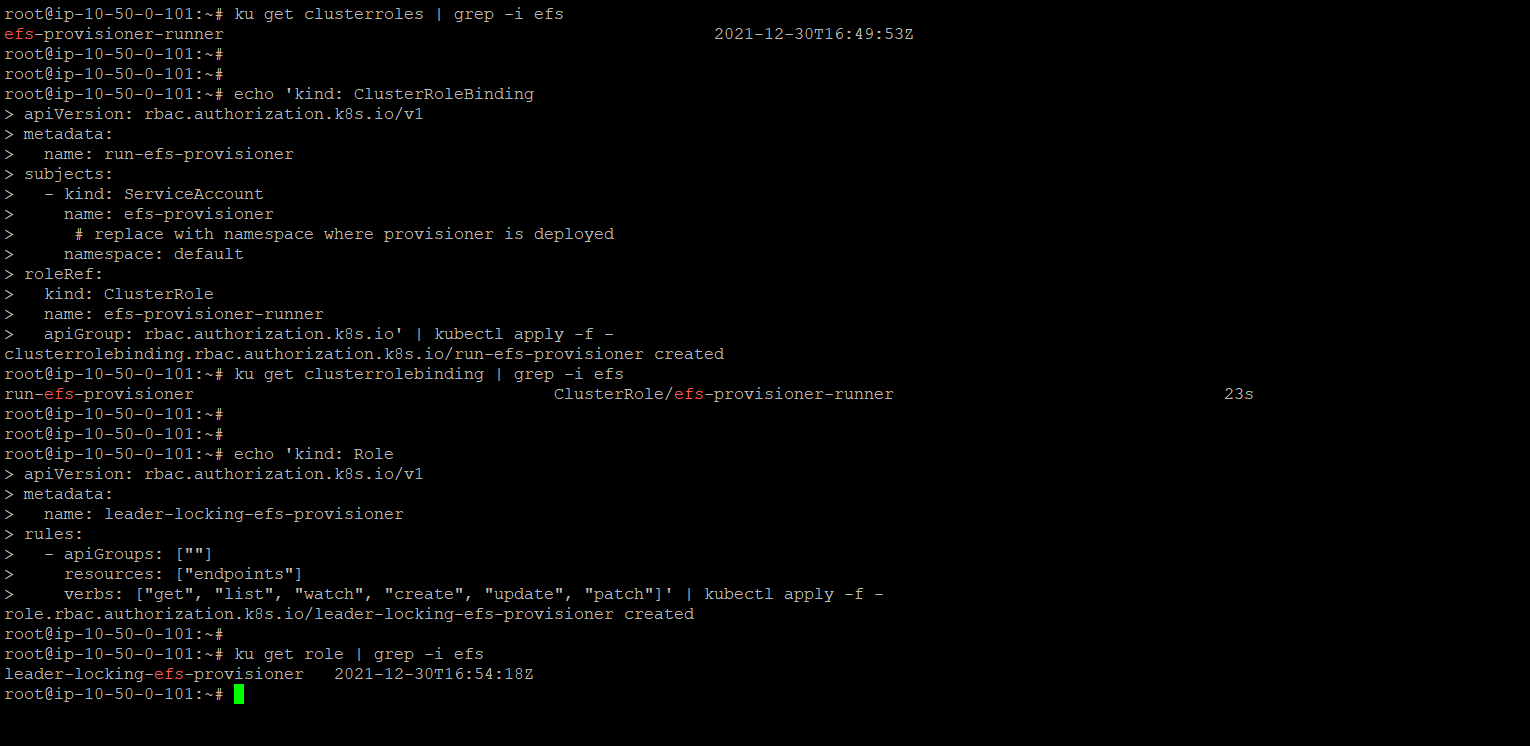 root@ip-10-50-0-101:~# ku get clusterroles | grep -i efs
efs-provisioner-runner                                                 2021-12-30T16:49:53Z
root@ip-10-50-0-101:~#
root@ip-10-50-0-101:~#
root@ip-10-50-0-101:~# echo 'kind: ClusterRoleBinding
> apiVersion: rbac.authorization.k8s.io/v1
> metadata:
>   name: run-efs-provisioner
> subjects:
>   - kind: ServiceAccount
>     name: efs-provisioner
>      # replace with namespace where provisioner is deployed
>     namespace: default
> roleRef:
>   kind: ClusterRole
>   name: efs-provisioner-runner
>   apiGroup: rbac.authorization.k8s.io' | kubectl apply -f -
clusterrolebinding.rbac.authorization.k8s.io/run-efs-provisioner created
root@ip-10-50-0-101:~# ku get clusterrolebinding | grep -i efs
run-efs-provisioner                                    ClusterRole/efs-provisioner-runner                                 23s
root@ip-10-50-0-101:~#
root@ip-10-50-0-101:~#
root@ip-10-50-0-101:~# echo 'kind: Role
> apiVersion: rbac.authorization.k8s.io/v1
> metadata:
>   name: leader-locking-efs-provisioner
> rules:
>   - apiGroups: [""]
>     resources: ["endpoints"]
>     verbs: ["get", "list", "watch", "create", "update", "patch"]' | kubectl apply -f -
role.rbac.authorization.k8s.io/leader-locking-efs-provisioner created
root@ip-10-50-0-101:~#
root@ip-10-50-0-101:~# ku get role | grep -i efs
leader-locking-efs-provisioner   2021-12-30T16:54:18Z
root@ip-10-50-0-101:~#